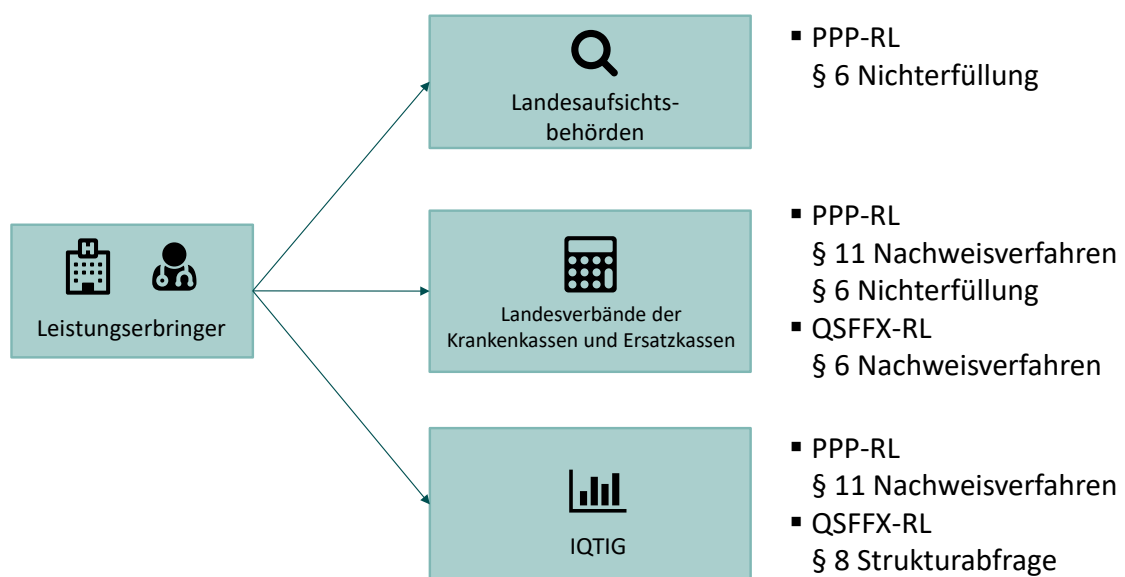 Leistungserbringer
Landesaufsichts-
behörden
▪ PPP-RL
§ 6 Nichterfüllung
Landesverbände der
Krankenkassen und Ersatzkassen
▪ PPP-RL
§ 11 Nachweisverfahren
§ 6 Nichterfüllung
▪ QSFFX-RL
§ 6 Nachweisverfahren
IQTIG
▪ PPP-RL
§ 11 Nachweisverfahren
▪ QSFFX-RL
§ 8 Strukturabfrage